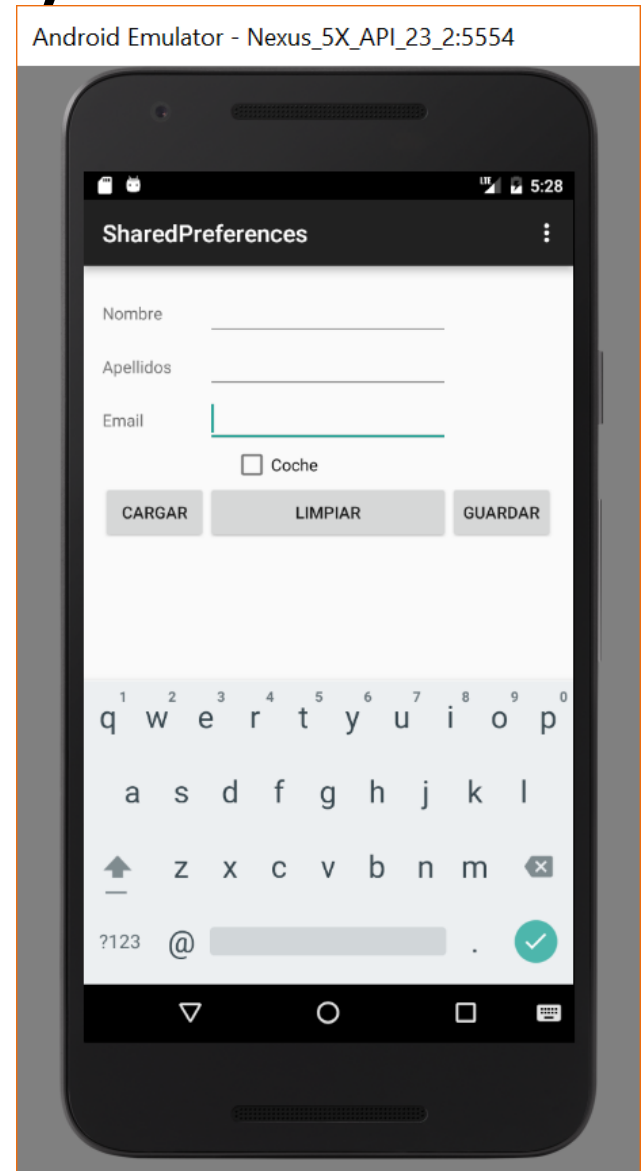 Android Emulator - Nexus_5X_API_23_2:5554
LTE 5:28
SharedPreferences
Nombre
Apellidos
Email
Coche
CARGAR LIMPIAR GUARDAR
1 2 3 4 5 6 7 8 9 0
q w e r t y u i o p
a s d f g h j k l
z x c v b n m
?123 @ .